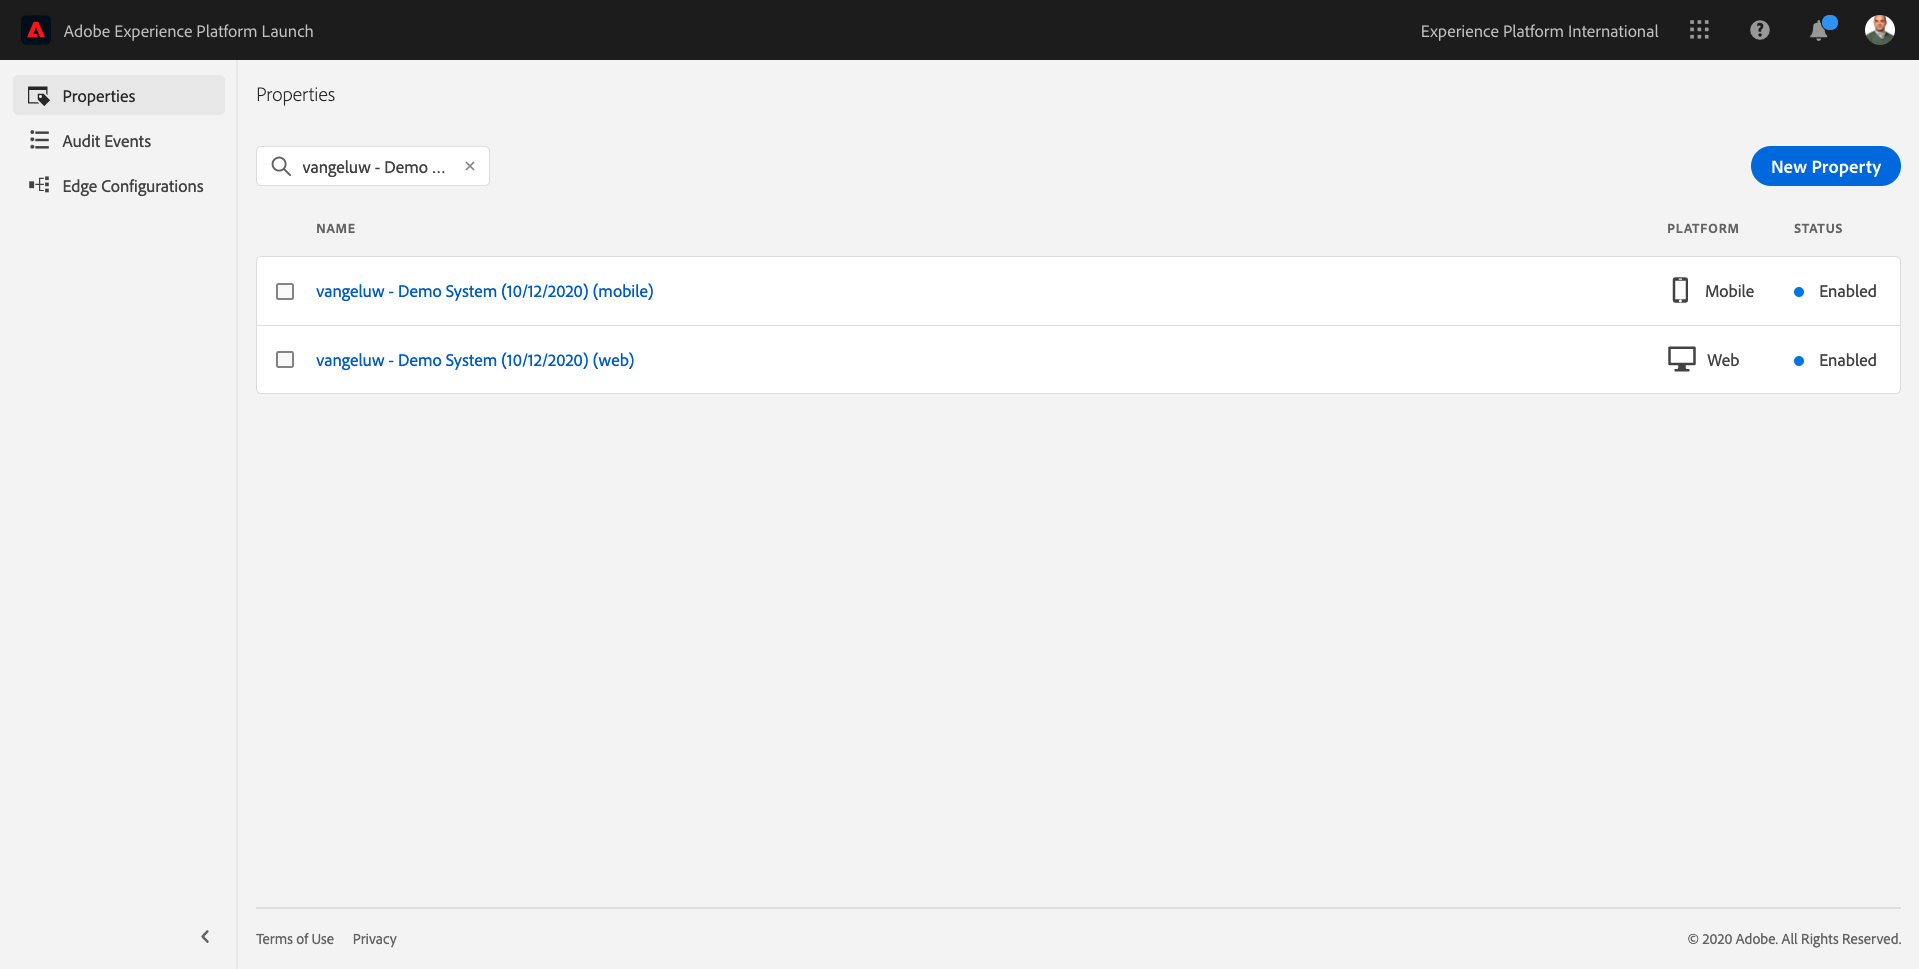 Adobe Experience Platform Launch
Experience Platform International
Properties
Audit Events
Edge Configurations
Properties
vangeluw - Demo ...
New Property
NAME
PLATFORM
STATUS
vangeluw - Demo System (10/12/2020) (mobile)
Mobile
Enabled
vangeluw - Demo System (10/12/2020) (web)
Web
Enabled
Terms of Use
Privacy
© 2020 Adobe. All Rights Reserved.